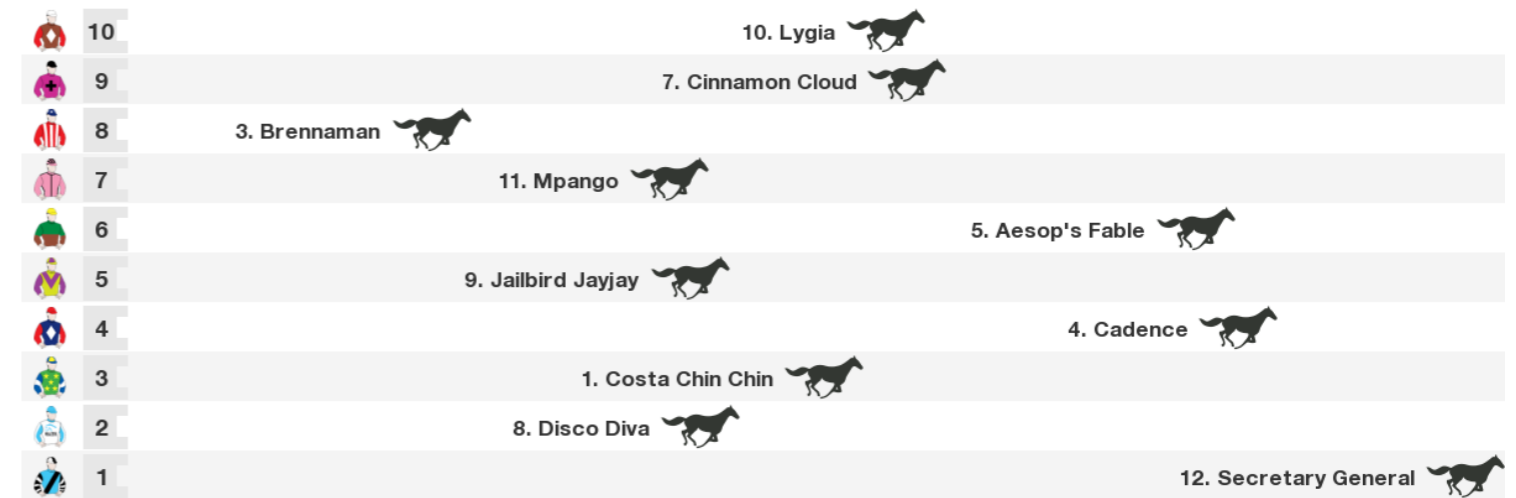 10 10. Lygia
9 7. Cinnamon Cloud
8 3. Brennaman
7 11. Mpango
6 5. Aesop's Fable
5 9. Jailbird Jayjay
4 4. Cadence
3 1. Costa Chin Chin
2 8. Disco Diva
1 12. Secretary General